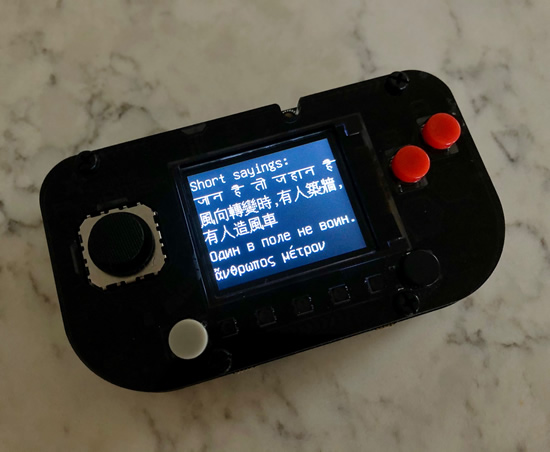 Short sayings:
जान है तो जहान है
風向轉變時,有人築牆,
有人造風車
Один в поле не воин.
ἄνθρωπος μέτρον